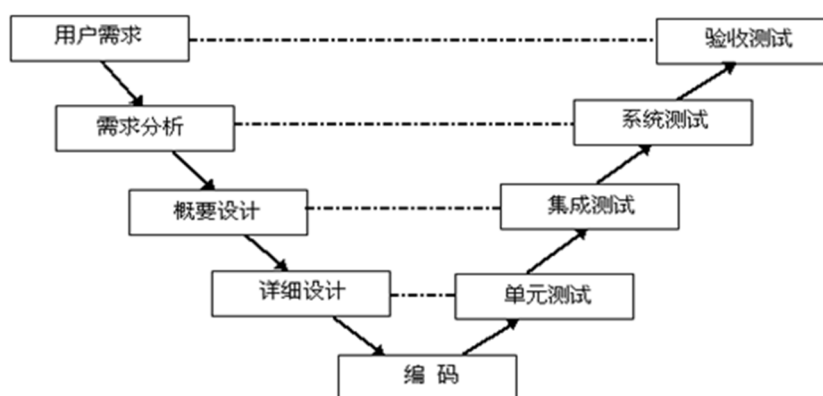 用户需求
验收测试
需求分析
系统测试
概要设计
集成测试
详细设计
单元测试
编 码